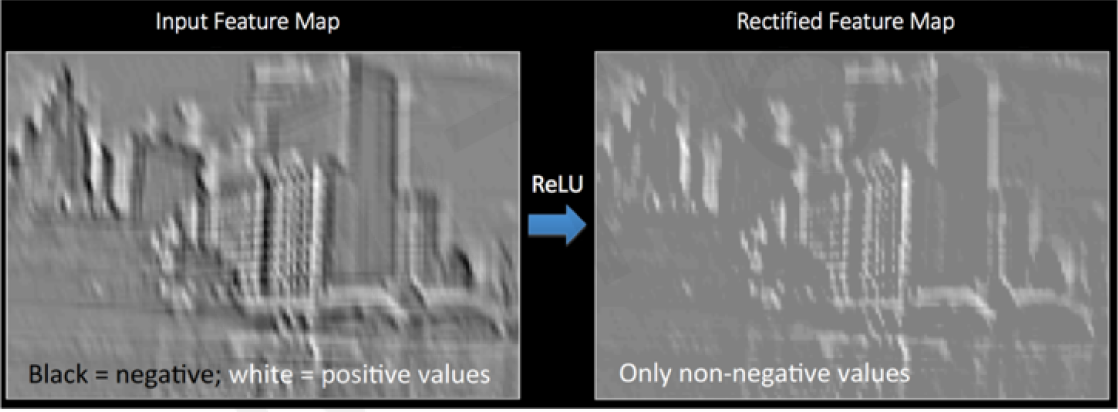 Input Feature Map
Rectified Feature Map
ReLU
Black = negative; white = positive values
Only non-negative values